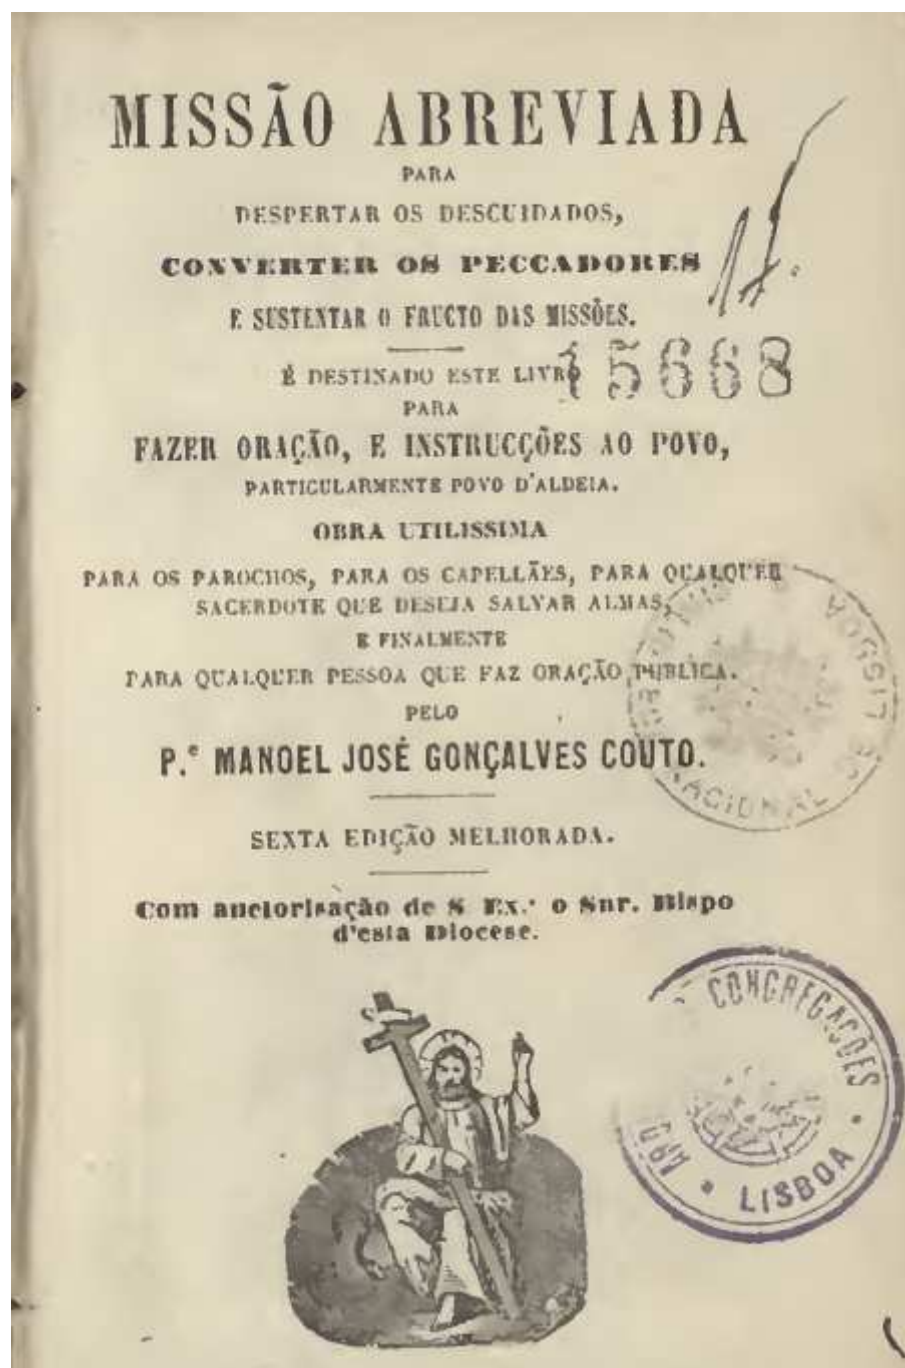 MISSÃO ABREVIADA
PARA
DESPERTAR OS DESCUIDADOS,
CONVERTER OS PECCADORES
E SUSTENTAR O FRUCTO DAS MISSÕES.
É DESTINADO ESTE LIVRO
15668
PARA
FAZER ORAÇÃO, E INSTRUCÇÕES AO POVO,
PARTICULARMENTE POVO D'ALDEIA.
OBRA UTILISSIMA
PARA OS PAROCHOS, PARA OS CAPELLÃES, PARA QUALQUER
SACERDOTE QUE DESEJA SALVAR ALMAS,
E FINALMENTE
PARA QUALQUER PESSOA QUE FAZ ORAÇÃO PUBLICA.
PELO
P.e MANOEL JOSÉ GONÇALVES COUTO.
NACIONAL DE LISBOA
SEXTA EDIÇÃO MELHORADA.
Com auctorisação de S Ex.ª o Snr. Bispo
d'esta Diocese.
CONGREGAÇÕES
LISBOA